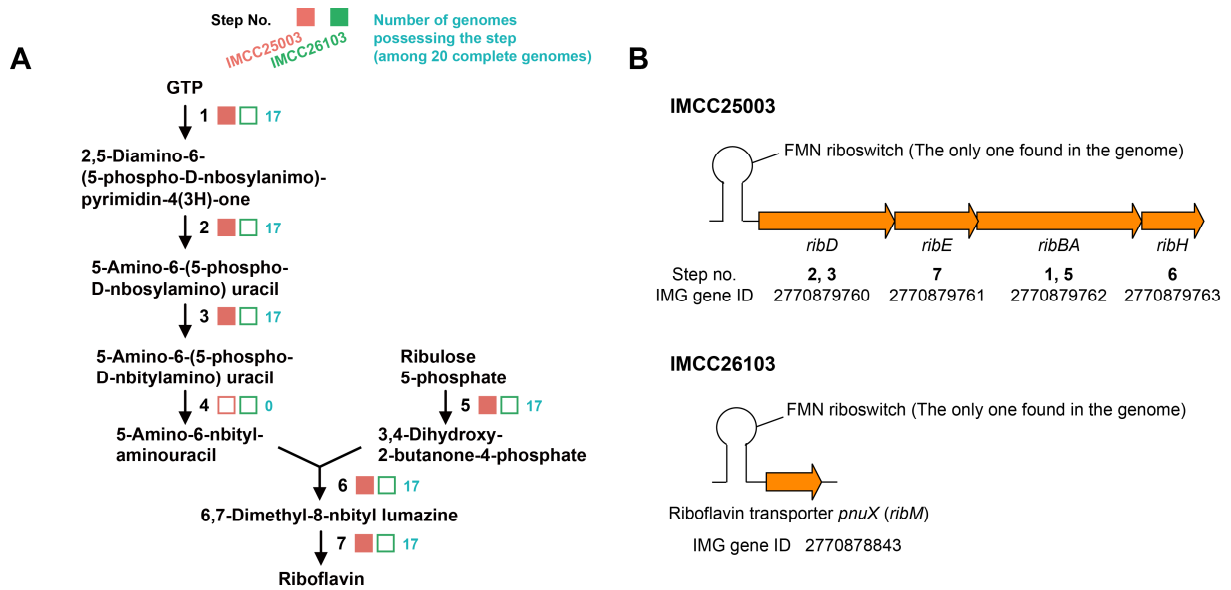 Step No.
IMCC25003
IMCC26103
Number of genomes
possessing the step
(among 20 complete genomes)
A
GTP
1 17
2,5-Diamino-6-
(5-phospho-D-nbosylanimo)-
pyrimidin-4(3H)-one
2 17
5-Amino-6-(5-phospho-
D-nbosylamino) uracil
3 17
5-Amino-6-(5-phospho-
D-nbitylamino) uracil
4 0
5-Amino-6-nbityl-
aminouracil
Ribulose
5-phosphate
5 17
3,4-Dihydroxy-
2-butanone-4-phosphate
6 17
6,7-Dimethyl-8-nbityl lumazine
7 17
Riboflavin
B
IMCC25003
FMN riboswitch (The only one found in the genome)
ribD ribE ribBA ribH
Step no. 2, 3 7 1, 5 6
IMG gene ID 2770879760 2770879761 2770879762 2770879763
IMCC26103
FMN riboswitch (The only one found in the genome)
Riboflavin transporter pnuX (ribM)
IMG gene ID 2770878843